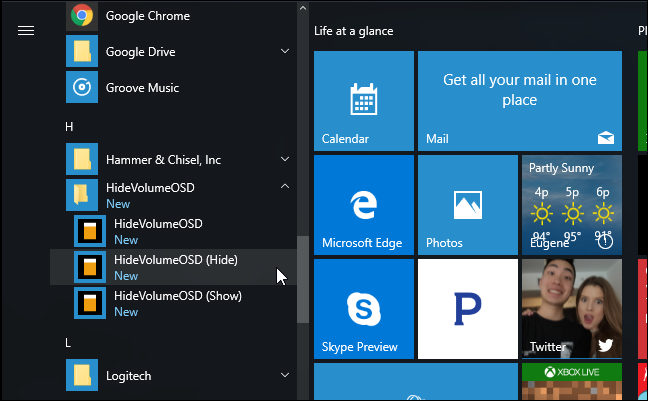 Google Chrome
Google Drive
Groove Music
H
Hammer & Chisel, Inc
HideVolumeOSD
New
HideVolumeOSD
New
HideVolumeOSD (Hide)
New
HideVolumeOSD (Show)
New
L
Logitech
Life at a glance
Pl
Calendar
Get all your mail in one
place
Mail
Microsoft Edge
Photos
Partly Sunny
4p 5p 6p
94° 95° 91°
Eugene
Skype Preview
P
Twitter
XBOX LIVE